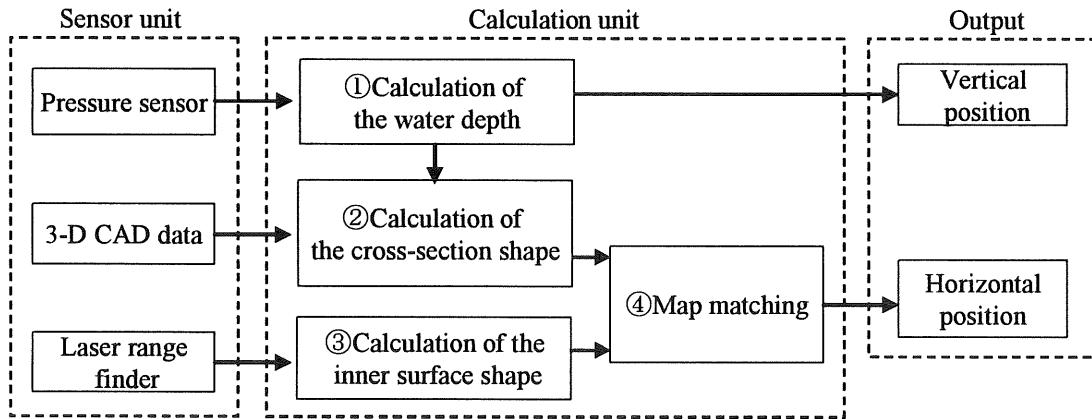 Sensor unit
Calculation unit
Output
Pressure sensor
①Calculation of
the water depth
Vertical
position
3-D CAD data
②Calculation of
the cross-section shape
④Map matching
Horizontal
position
Laser range
finder
③Calculation of the
inner surface shape